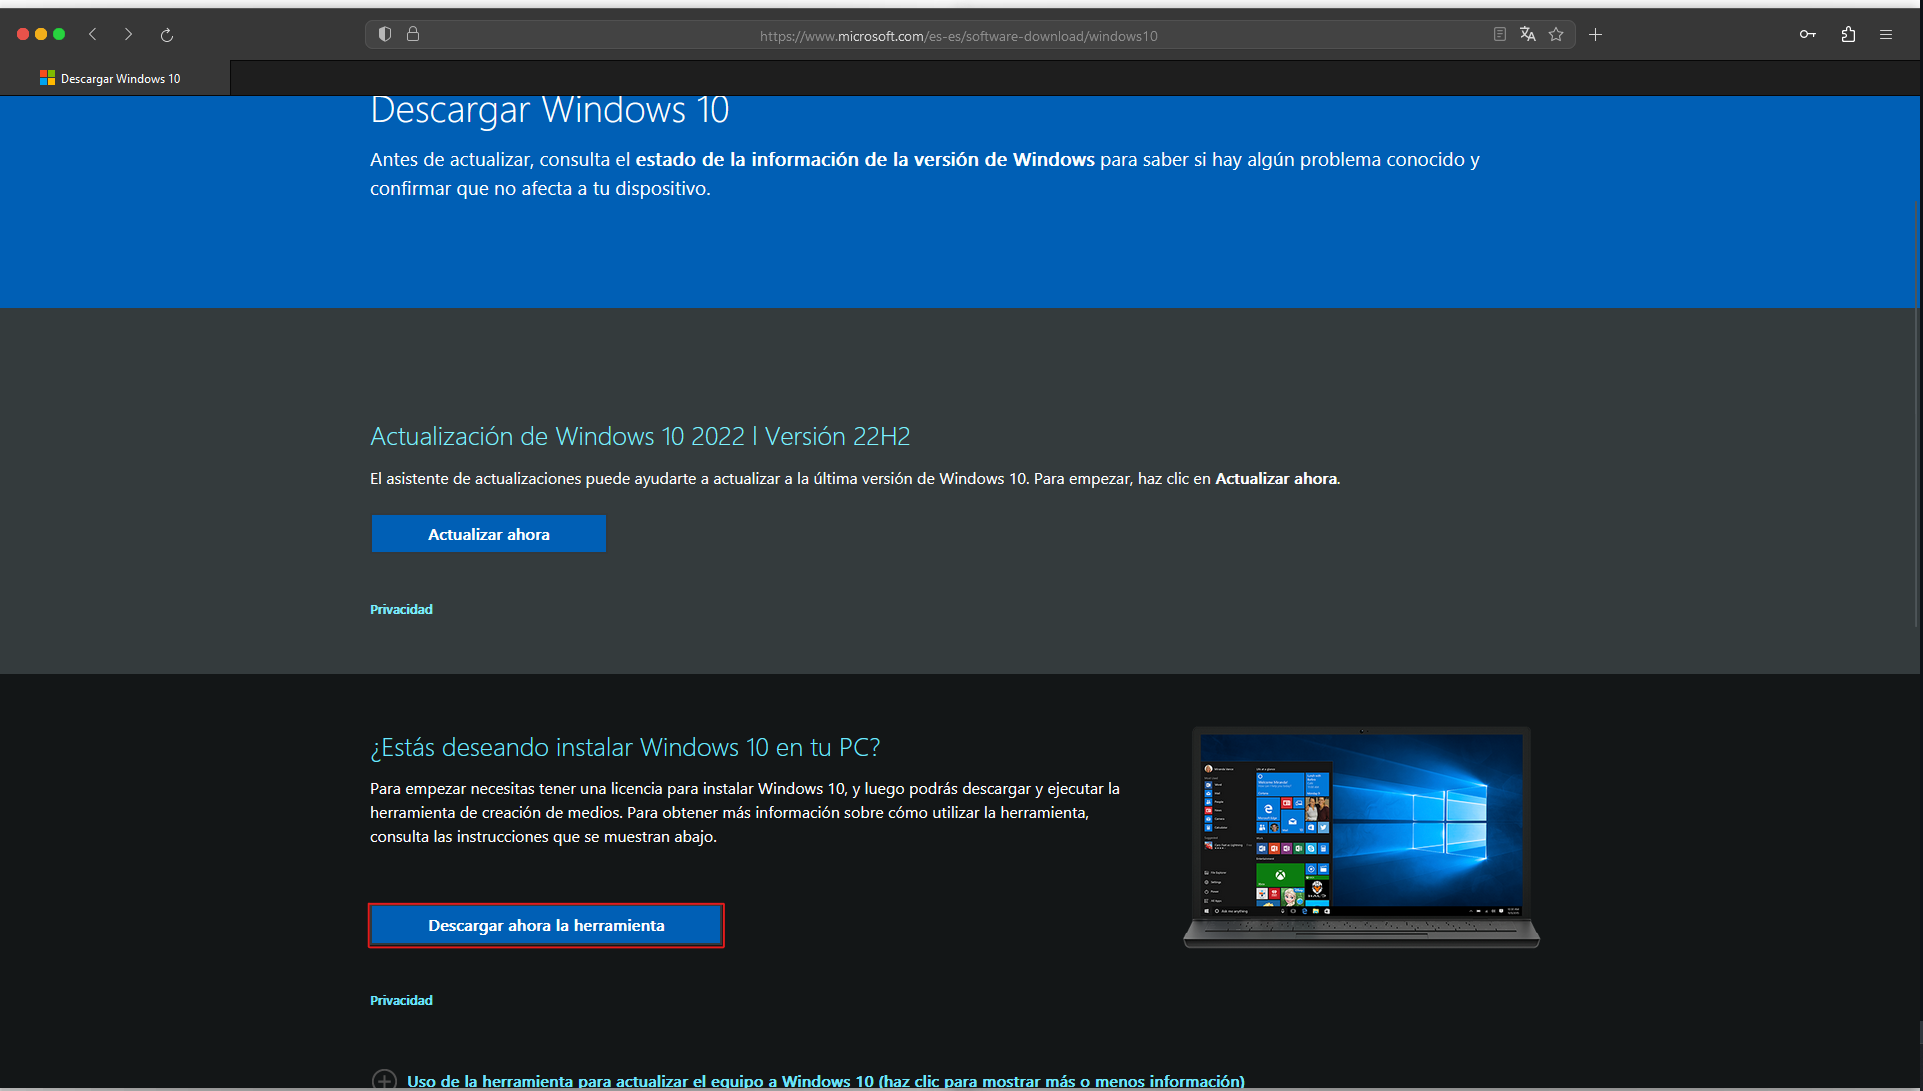 https://www.microsoft.com/es-es/software-download/windows10
Descargar Windows 10
Descargar Windows 10
Antes de actualizar, consulta el estado de la información de la versión de Windows para saber si hay algún problema conocido y
confirmar que no afecta a tu dispositivo.
Actualización de Windows 10 2022 | Versión 22H2
El asistente de actualizaciones puede ayudarte a actualizar a la última versión de Windows 10. Para empezar, haz clic en Actualizar ahora.
Actualizar ahora
Privacidad
¿Estás deseando instalar Windows 10 en tu PC?
Para empezar necesitas tener una licencia para instalar Windows 10, y luego podrás descargar y ejecutar la
herramienta de creación de medios. Para obtener más información sobre cómo utilizar la herramienta,
consulta las instrucciones que se muestran abajo.
Descargar ahora la herramienta
Privacidad
Uso de la herramienta para actualizar el equipo a Windows 10 (haz clic para mostrar más o menos información)